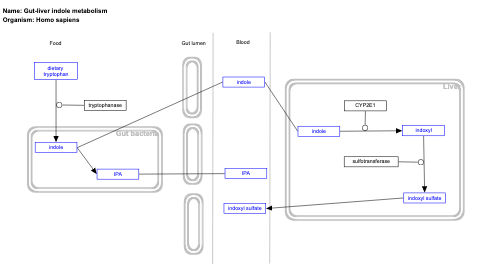 Name: Gut-liver indole metabolism
Organism: Homo sapiens
Food
Gut lumen
Blood
dietary
tryptophan
indole
Liver
tryptophanase
CYP2E1
Gut bacteria
indole
indoxyl
indole
sulfotransferase
IPA
IPA
indoxyl sulfate
indoxyl sulfate